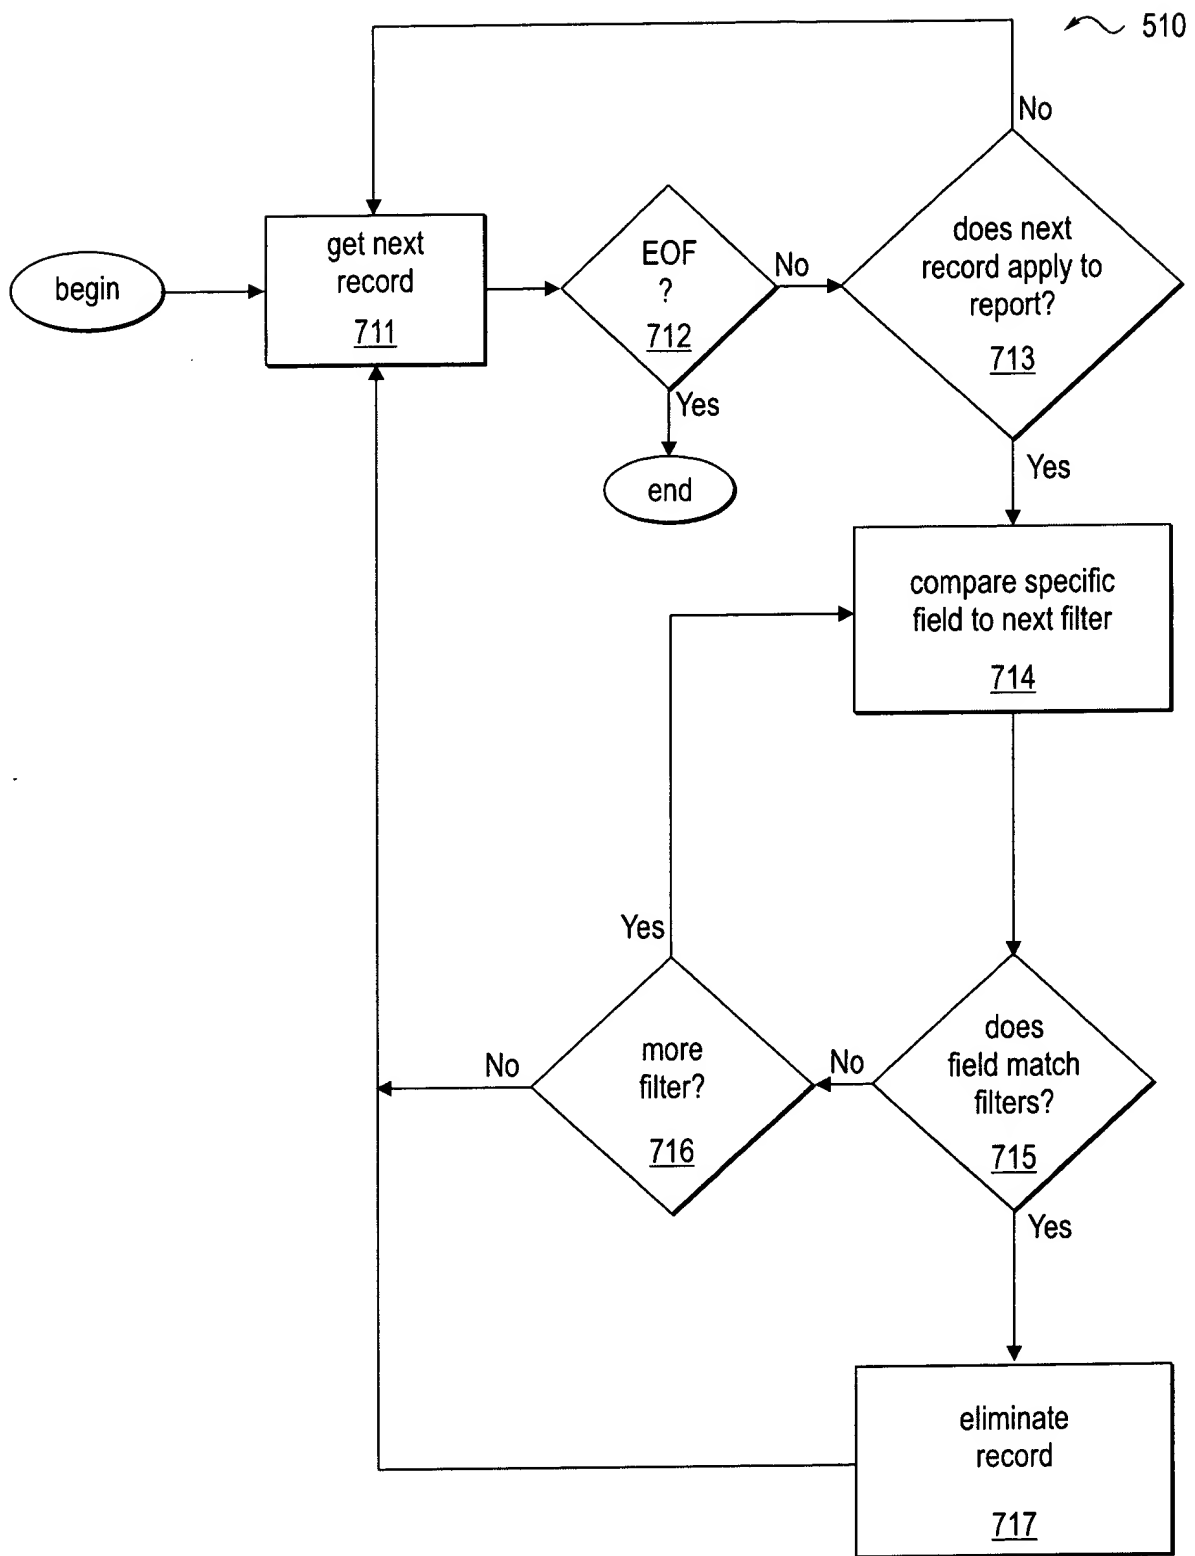 510
No
does next
record apply to
report?
713
get next
record
711
EOF
?
712
No
begin
Yes
end
Yes
compare specific
field to next filter
714
Yes
more
filter?
716
No
No
does
field match
filters?
715
Yes
eliminate
record
717